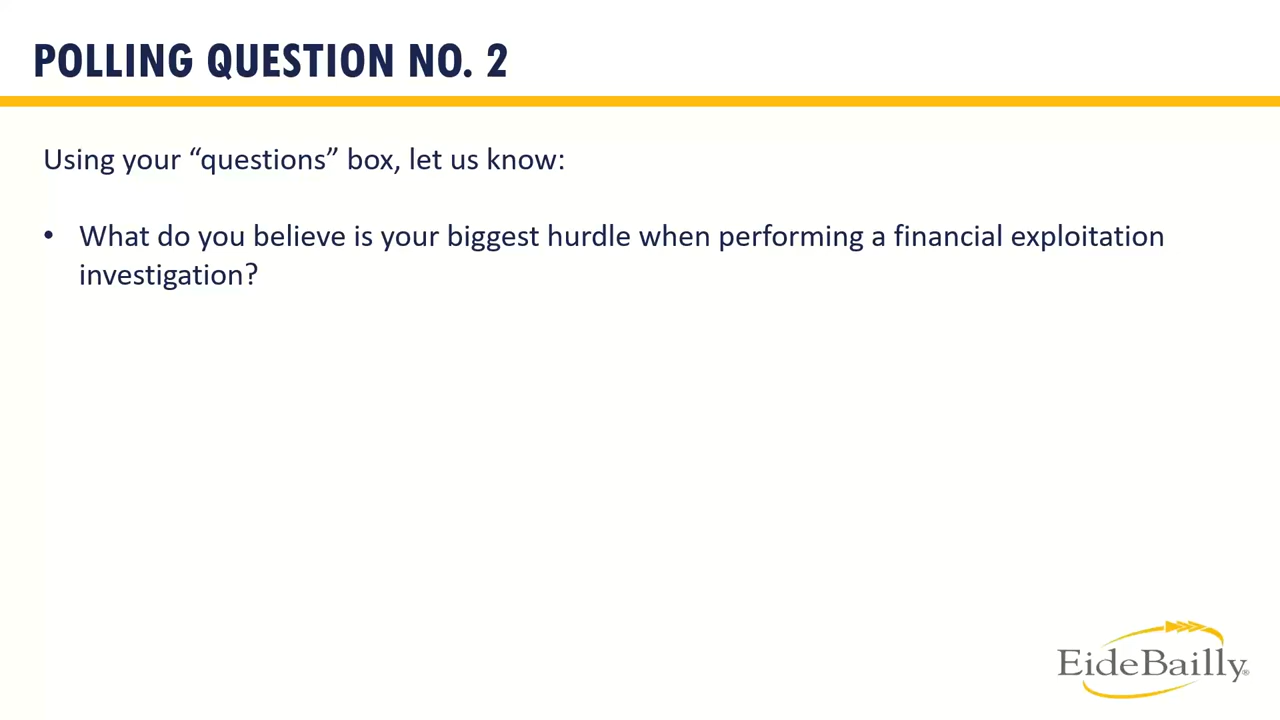 POLLING QUESTION NO. 2
Using your “questions” box, let us know:
• What do you believe is your biggest hurdle when performing a financial exploitation
investigation?
EideBailly®